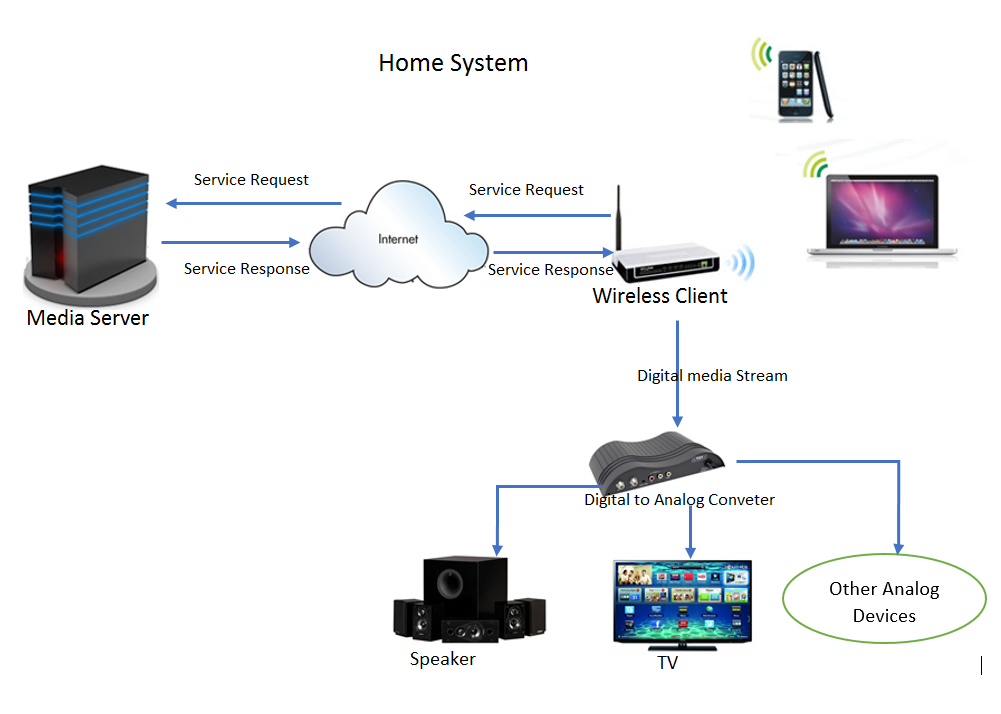 Home System
Service Request
Service Request
Internet
Service Response
Service Response
Wireless Client
Media Server
Digital media Stream
Digital to Analog Conveter
Other Analog
Devices
Speaker
TV